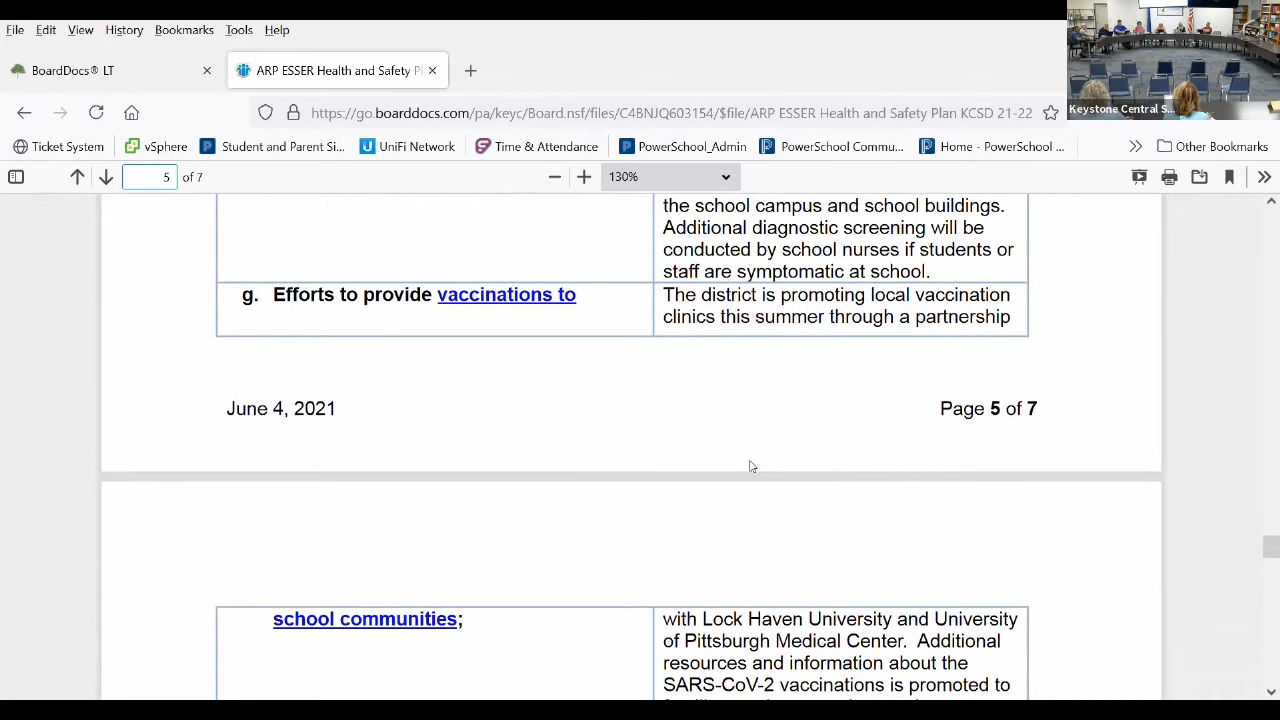 File Edit View History Bookmarks Tools Help
BoardDocs® LT
ARP ESSER Health and Safety Pl
https://go.boarddocs.com/pa/keyc/Board.nsf/files/C4BNJQ603154/$file/ARP ESSER Health and Safety Plan KCSD 21-22
Keystone Central S...
Ticket System vSphere Student and Parent Si... UniFi Network Time & Attendance PowerSchool_Admin PowerSchool Commu... Home - PowerSchool ... Other Bookmarks
5 of 7 130%
the school campus and school buildings.
Additional diagnostic screening will be
conducted by school nurses if students or
staff are symptomatic at school.
g. Efforts to provide vaccinations to
The district is promoting local vaccination
clinics this summer through a partnership
June 4, 2021
Page 5 of 7
school communities;
with Lock Haven University and University
of Pittsburgh Medical Center. Additional
resources and information about the
SARS-CoV-2 vaccinations is promoted to